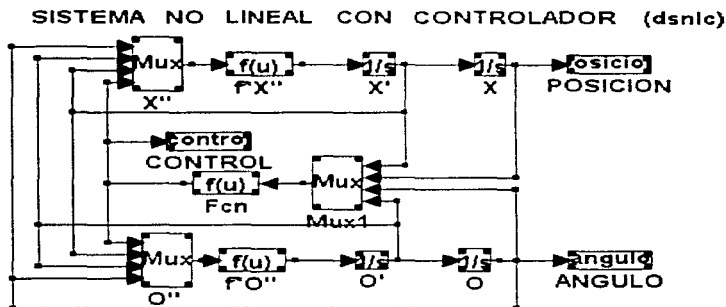 SISTEMA NO LINEAL CON CONTROLADOR (dsnlc)
Mux
f(u)
1/s
1/s
osicio
X"
f"X"
X'
X
POSICION
contro
CONTROL
f(u)
Mux
Fcn
Mux1
Mux
f(u)
1/s
1/s
angulo
O"
f"O"
O'
O
ANGULO